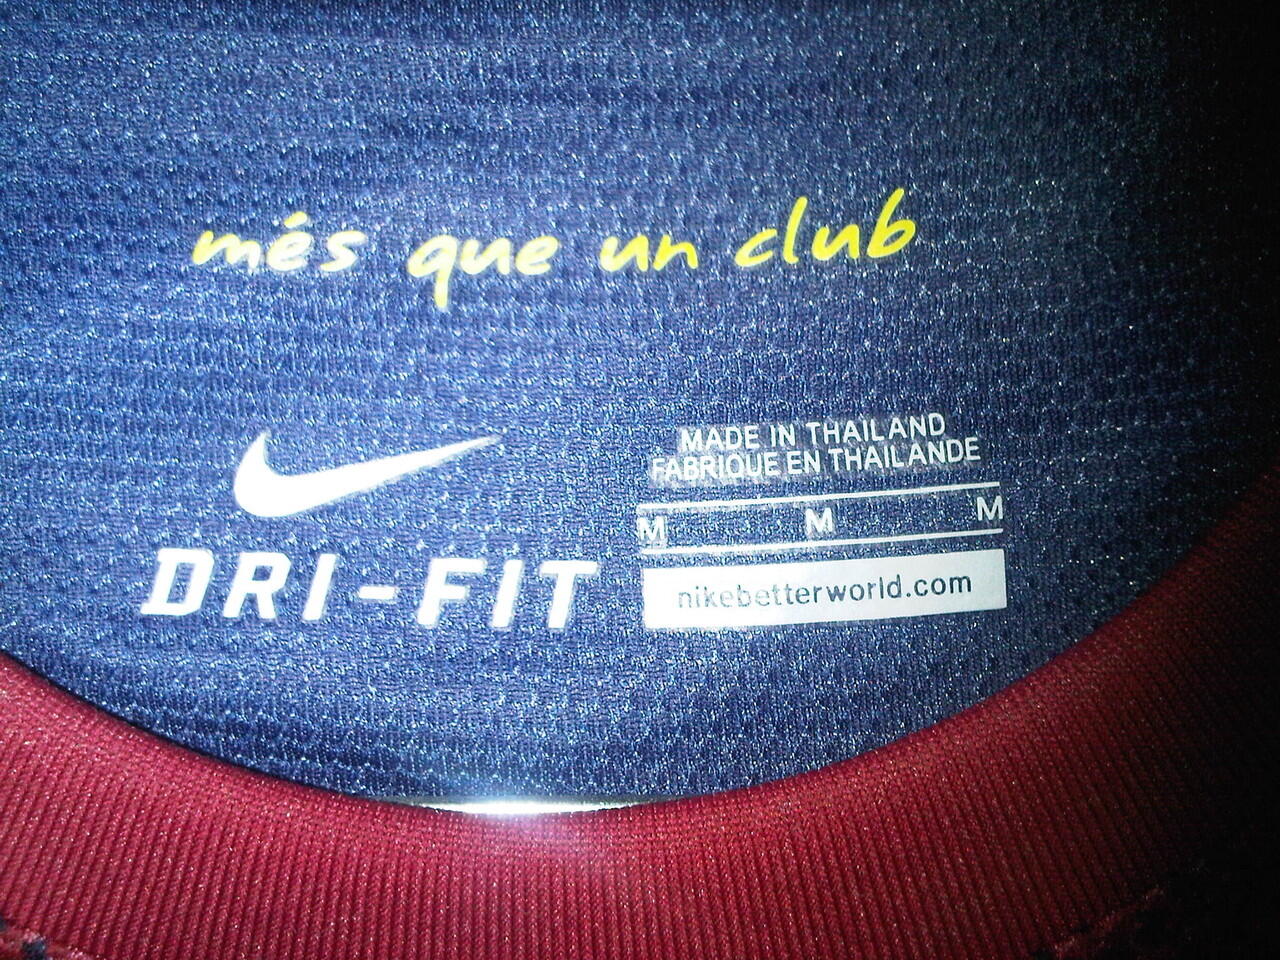 més que un club
MADE IN THAILAND
FABRIQUE EN THAILANDE
M M M
DRI-FIT
nikebetterworld.com